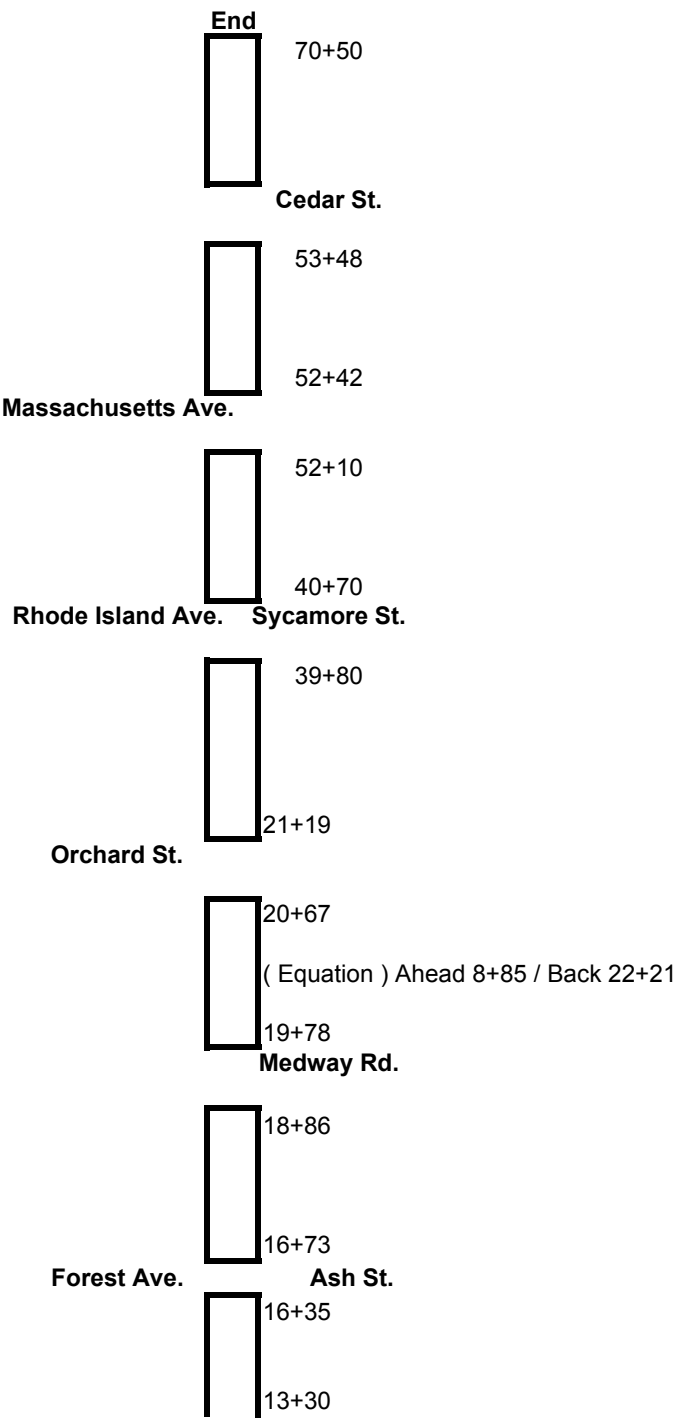 End
70+50
Cedar St.
53+48
52+42
Massachusetts Ave.
52+10
40+70
Rhode Island Ave. Sycamore St.
39+80
21+19
Orchard St.
20+67
( Equation ) Ahead 8+85 / Back 22+21
19+78
Medway Rd.
18+86
16+73
Forest Ave. Ash St.
16+35
13+30